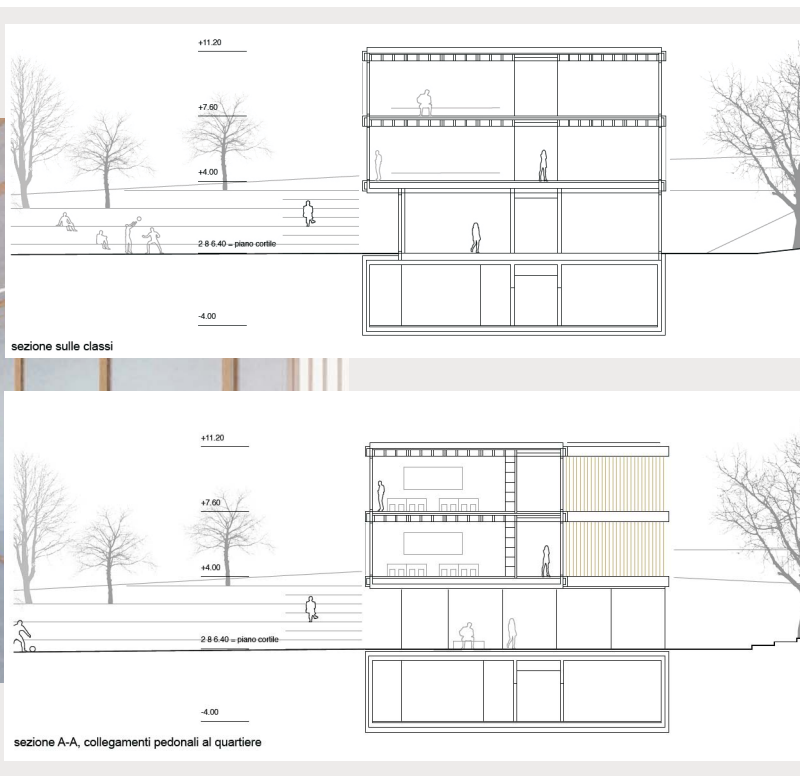 +11.20
+7.60
+4.00
2 8 6.40 = piano cortile
-4.00
sezione sulle classi
+11.20
+7.60
+4.00
2 8 6.40 = piano cortile
-4.00
sezione A-A, collegamenti pedonali al quartiere